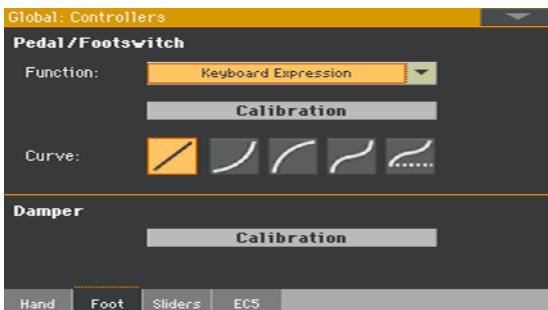 Global: Controllers
Pedal/Footswitch
Function: Keyboard Expression
Calibration
Curve:
Damper
Calibration
Hand Foot Sliders EC5